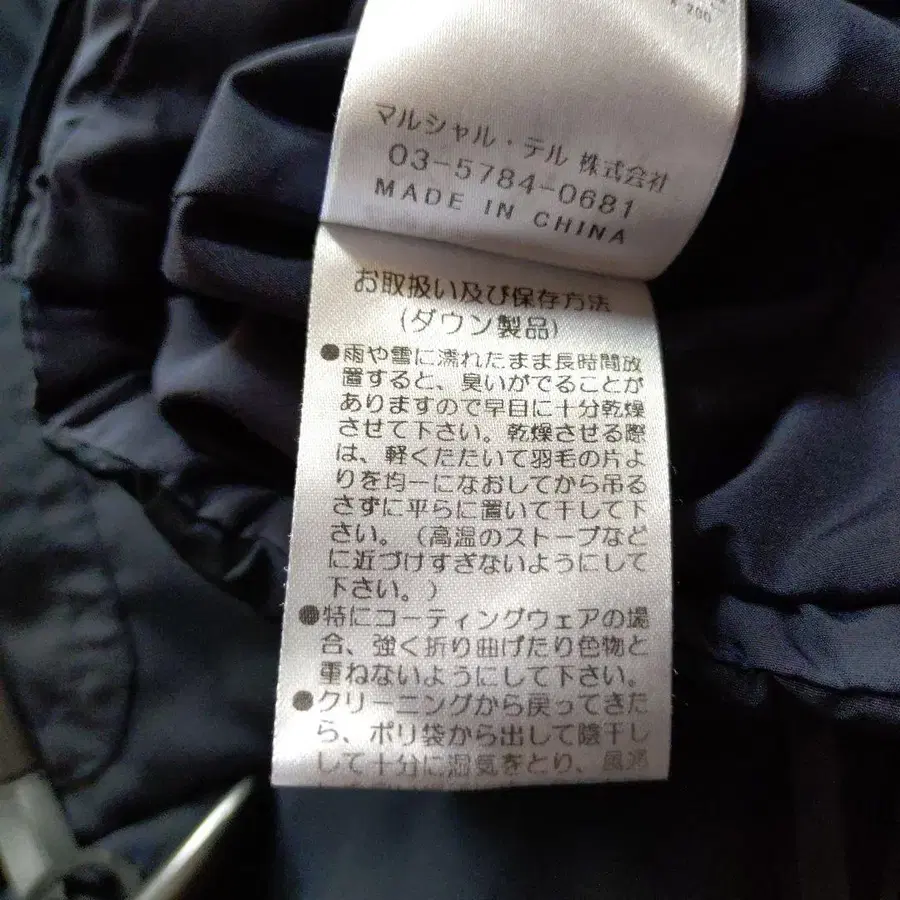 マルシャル・テル 株式会社
03-5784-0681
MADE IN CHINA
お取扱い及び保存方法
(ダウン製品)
●雨や雪に濡れたまま長時間放
置すると、臭いがでることが
ありますので早目に十分乾燥
させて下さい。乾燥させる際
は、軽くたたいて羽毛の片よ
りを均一になおしてから吊る
さずに平らに置いて干して下
さい。(高温のストーブなど
に近づけすぎないようにして
下さい。)
●特にコーティングウェアの場
合、強く折り曲げたり色物と
重ねないようにして下さい。
●クリーニングから戻ってきた
ら、ポリ袋から出して陰干し
して十分に湿気をとり、風通